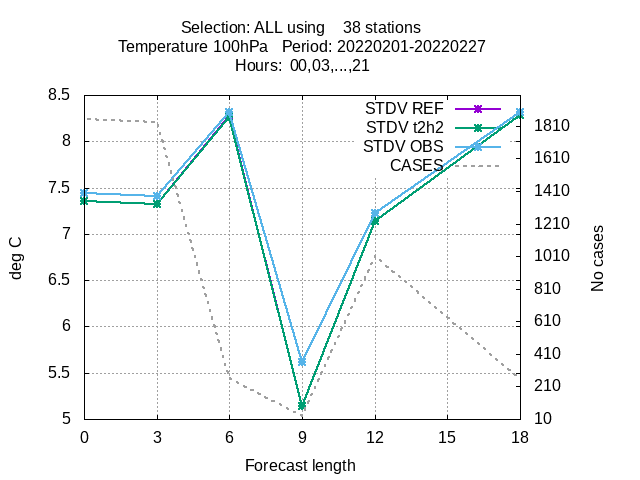 Selection: ALL using    38 stations
Temperature 100hPa   Period: 20220201-20220227
Hours:  00,03,...,21
STDV REF
STDV t2h2
STDV OBS
CASES
8.5
8
7.5
7
6.5
6
5.5
5
deg C
1810
1610
1410
1210
1010
810
610
410
210
10
No cases
0 3 6 9 12 15 18
Forecast length